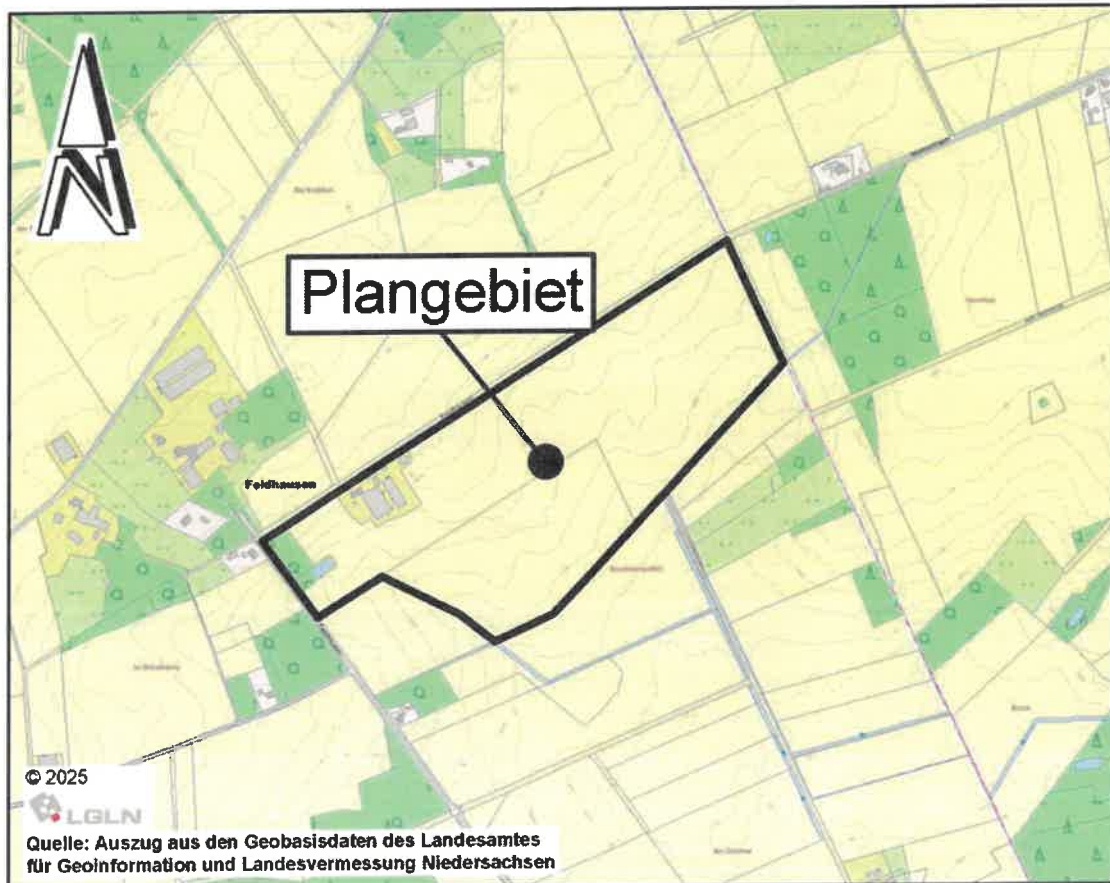 N
Plangebiet
Feldhausen
© 2025
LGLN
Quelle: Auszug aus den Geobasisdaten des Landesamtes
für Geoinformation und Landesvermessung Niedersachsen